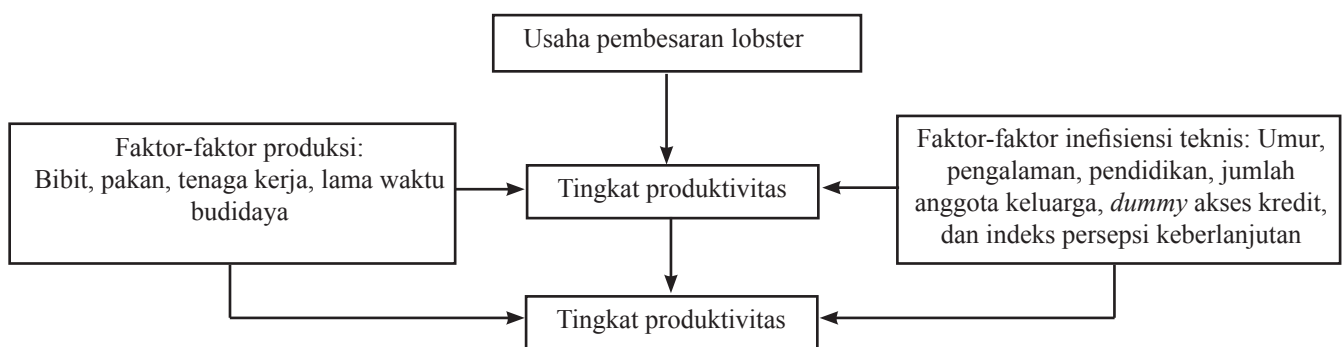 Usaha pembesaran lobster
Faktor-faktor produksi:
Bibit, pakan, tenaga kerja, lama waktu
budidaya
Tingkat produktivitas
Faktor-faktor inefisiensi teknis: Umur,
pengalaman, pendidikan, jumlah
anggota keluarga, dummy akses kredit,
dan indeks persepsi keberlanjutan
Tingkat produktivitas